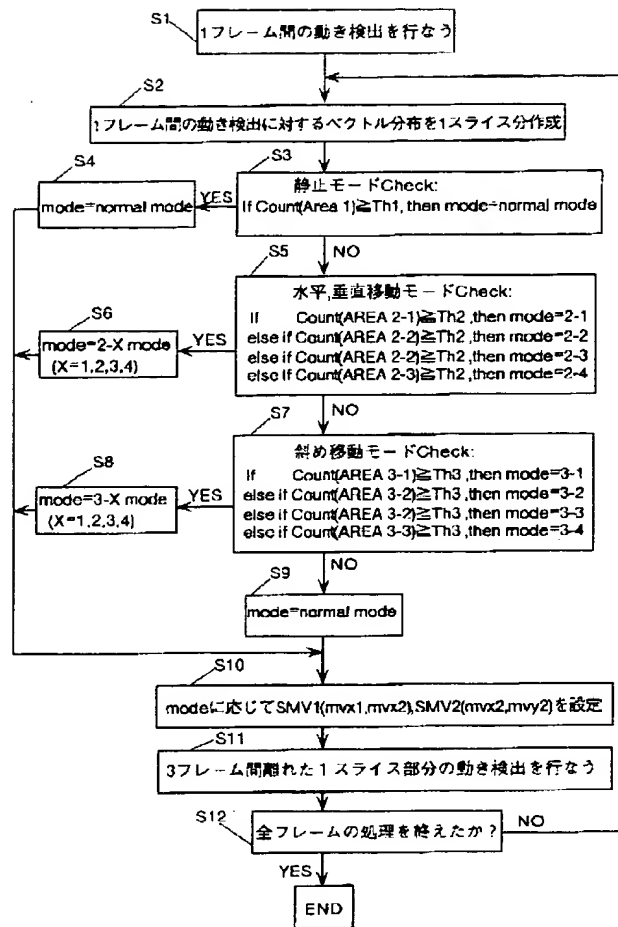 S1
1フレーム間の動き検出を行なう
S2
1フレーム間の動き検出に対するベクトル分布を1スライス分作成
S4
mode=normal mode
YES
S3
静止モードCheck:
If Count(Area 1)≧Th1, then mode=normal mode
NO
S5
水平,垂直移動モードCheck:
If Count(AREA 2-1)≧Th2 ,then mode=2-1
else if Count(AREA 2-2)≧Th2 ,then mode=2-2
else if Count(AREA 2-2)≧Th2 ,then mode=2-3
else if Count(AREA 2-3)≧Th2 ,then mode=2-4
S6
mode=2-X mode
(X=1,2,3,4)
YES
NO
S7
斜め移動モードCheck:
If Count(AREA 3-1)≧Th3 ,then mode=3-1
else if Count(AREA 3-2)≧Th3 ,then mode=3-2
else if Count(AREA 3-2)≧Th3 ,then mode=3-3
else if Count(AREA 3-3)≧Th3 ,then mode=3-4
S8
mode=3-X mode
(X=1,2,3,4)
YES
NO
S9
mode=normal mode
S10
modeに応じてSMV1(mvx1,mvx2),SMV2(mvx2,mvy2)を設定
S11
3フレーム間離れた1スライス部分の動き検出を行なう
S12
全フレームの処理を終えたか?
NO
YES
END